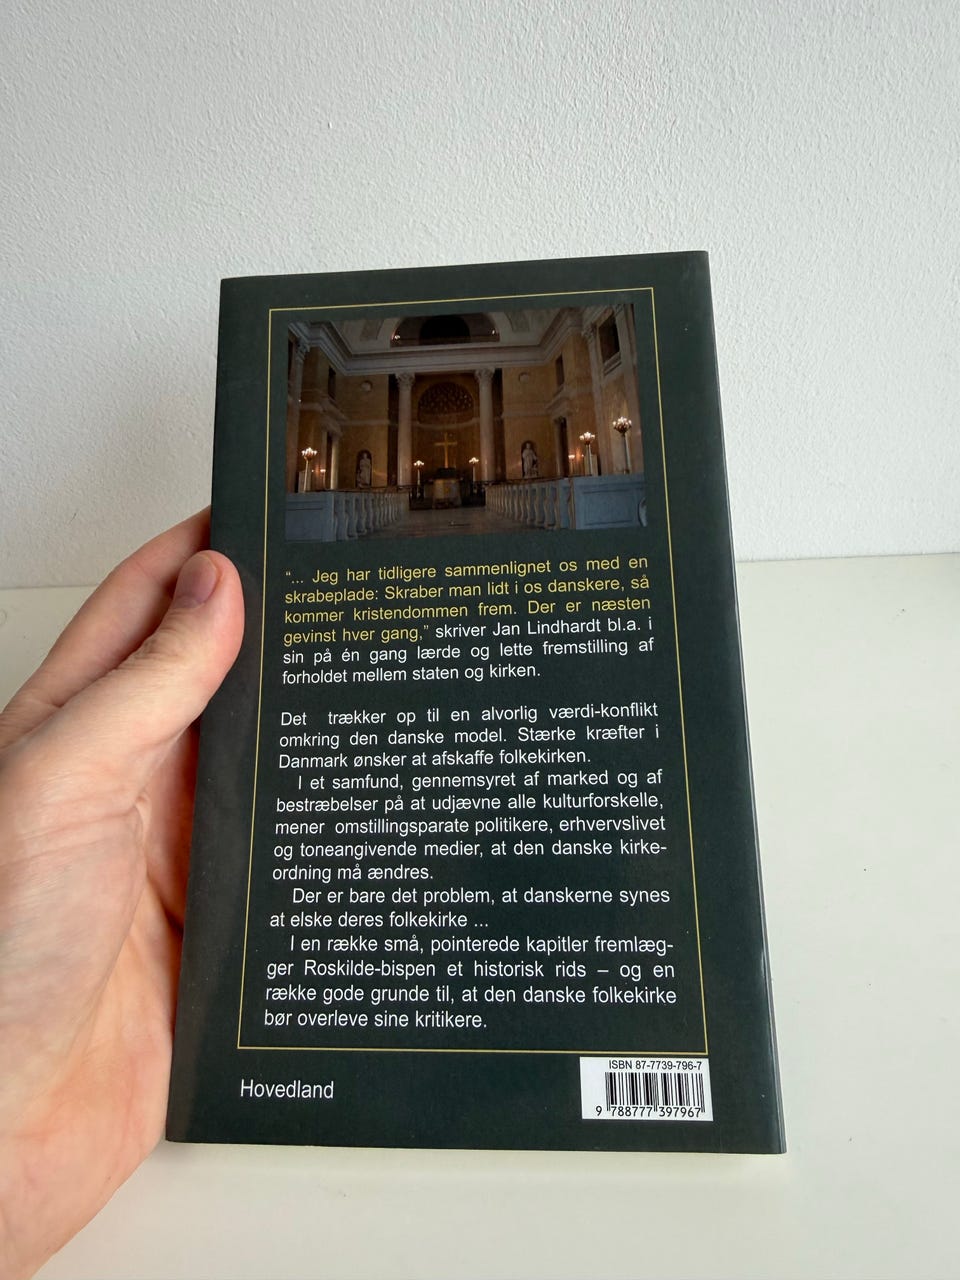 “... Jeg har tidligere sammenlignet os med en
skrabeplade: Skraber man lidt i os danskere, så
kommer kristendommen frem. Der er næsten
gevinst hver gang,” skriver Jan Lindhardt bl.a. i
sin på én gang lærde og lette fremstilling af
forholdet mellem staten og kirken.
Det trækker op til en alvorlig værdi-konflikt
omkring den danske model. Stærke kræfter i
Danmark ønsker at afskaffe folkekirken.
I et samfund, gennemsyret af marked og af
bestræbelser på at udjævne alle kulturforskelle,
mener omstillingsparate politikere, erhvervslivet
og toneangivende medier, at den danske kirke-
ordning må ændres.
Der er bare det problem, at danskerne synes
at elske deres folkekirke ...
I en række små, pointerede kapitler fremlæg-
ger Roskilde-bispen et historisk rids – og en
række gode grunde til, at den danske folkekirke
bør overleve sine kritikere.
Hovedland
ISBN 87-7739-796-7
9 788777 397967